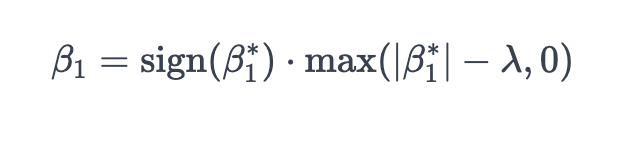 β₁ = sign(β₁*) · max(|β₁*| − λ, 0)